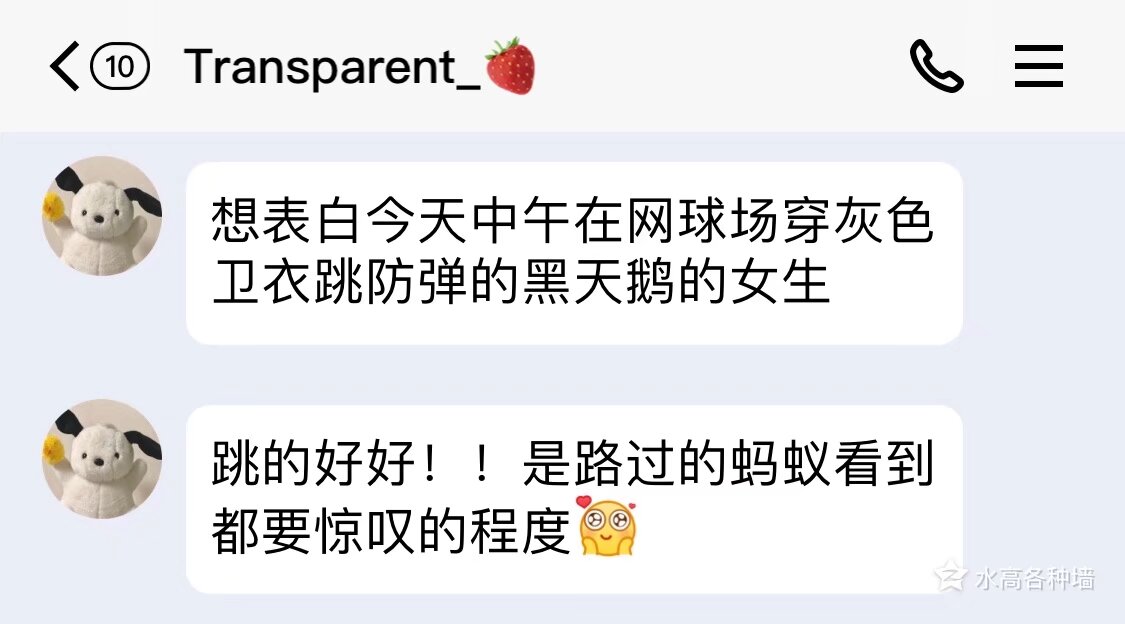 10
Transparent_🍓
想表白今天中午在网球场穿灰色
卫衣跳防弹的黑天鹅的女生
跳的好好！！是路过的蚂蚁看到
都要惊叹的程度🥰
水高各种墙